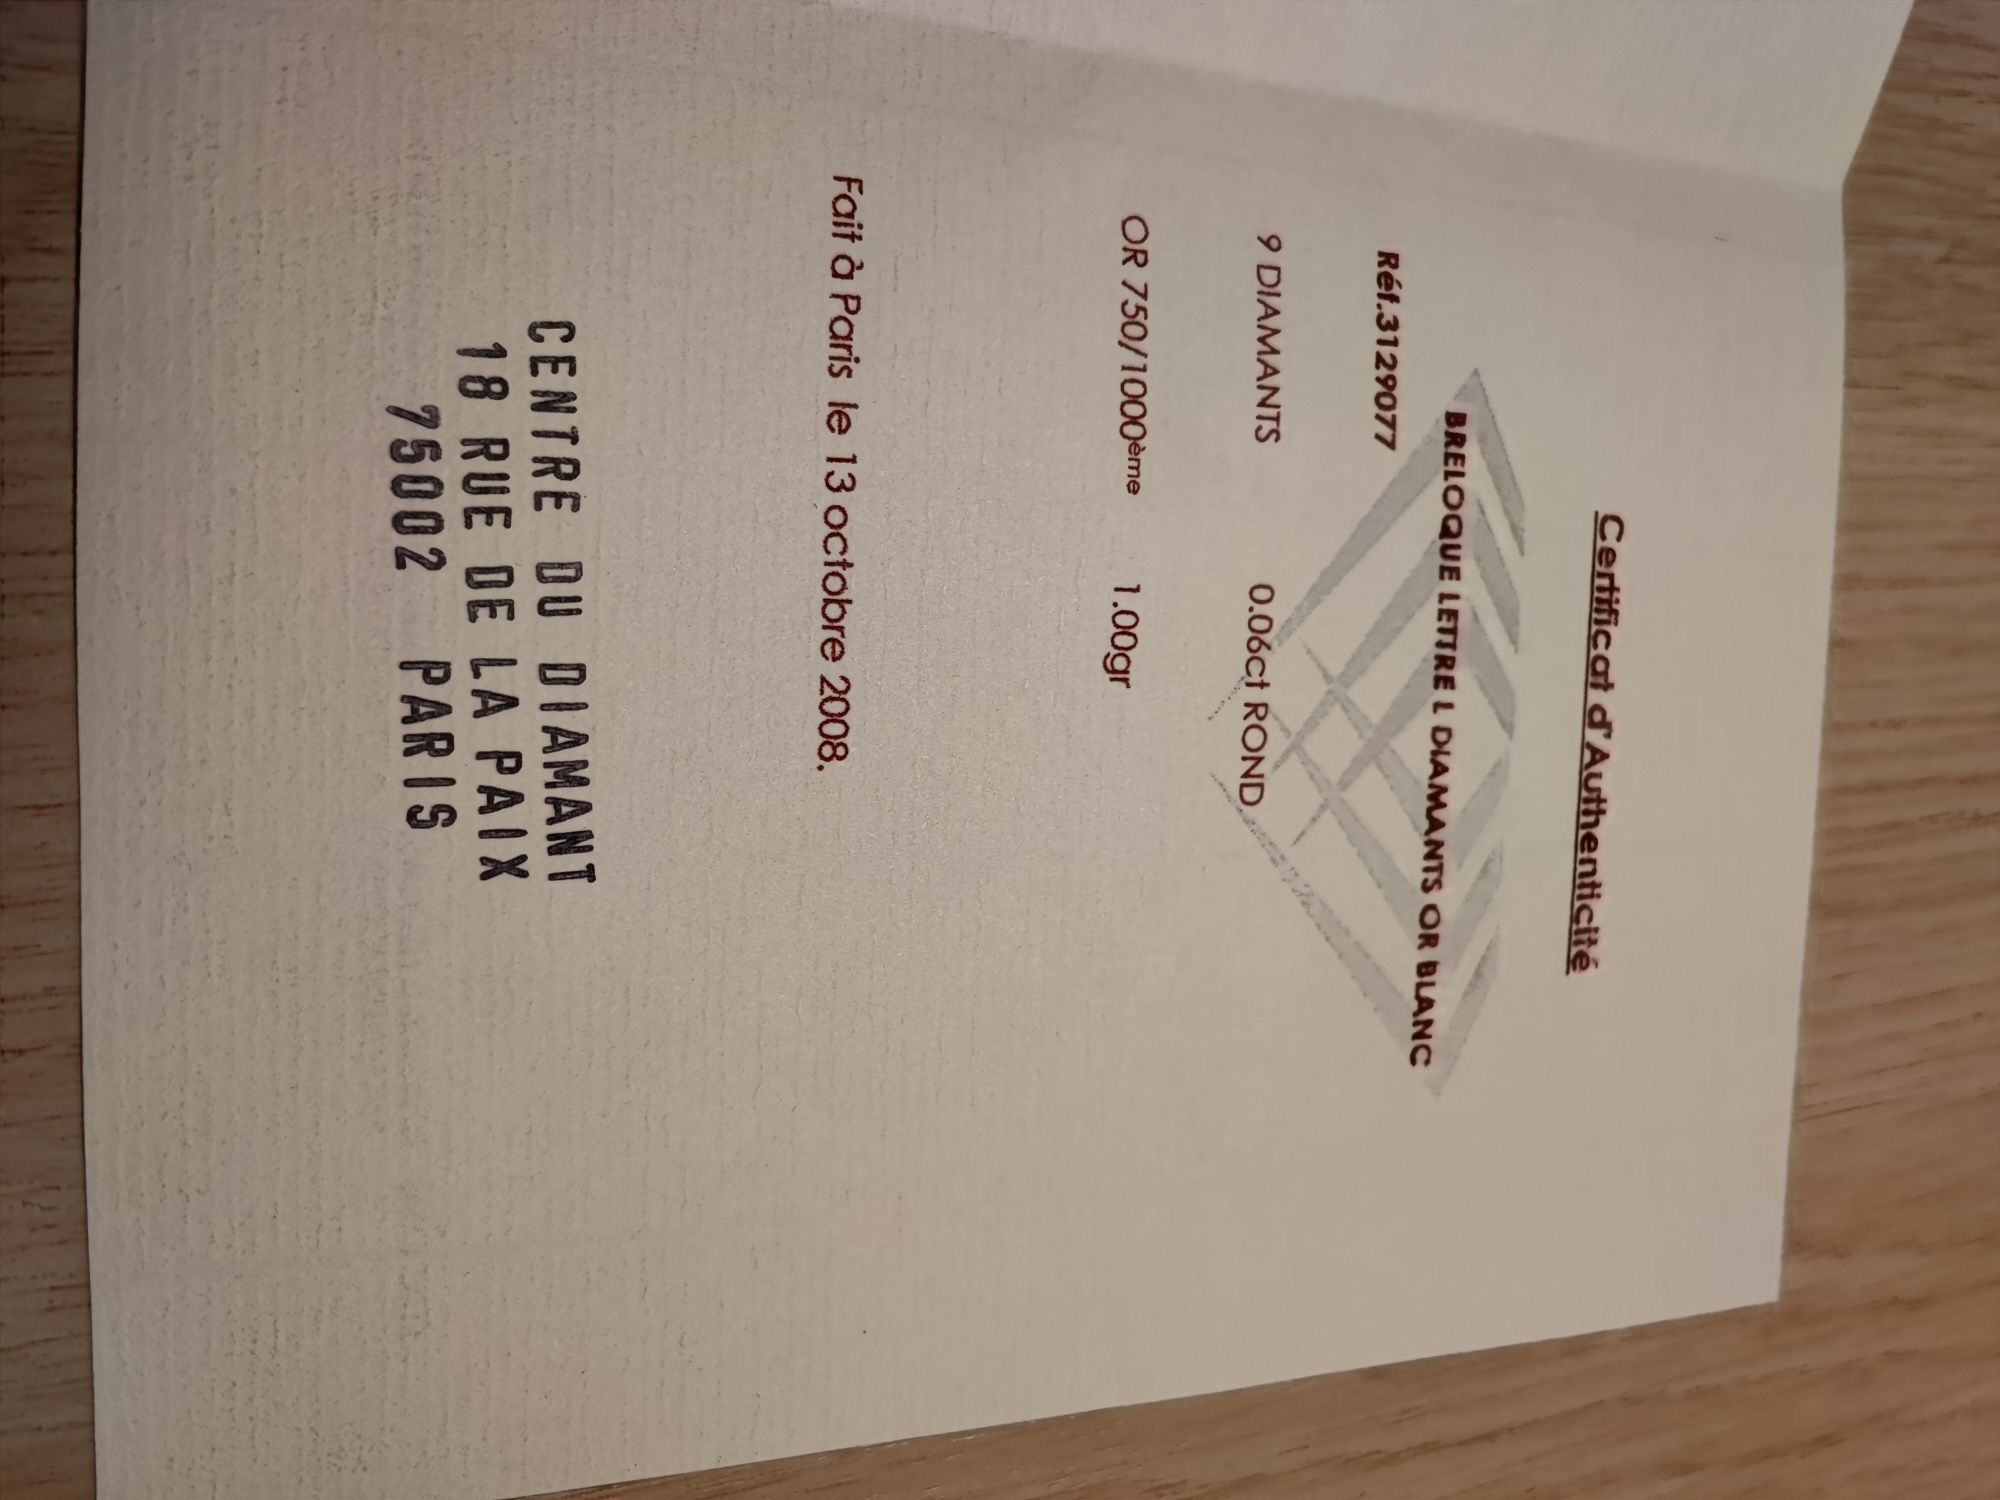 Certificat d'Authenticité
BRELOQUE LETTRE L DIAMANTS OR BLANC
Réf.3129077
9 DIAMANTS 0.06ct ROND
OR 750/1000ème 1.00gr
Fait à Paris le 13 octobre 2008.
CENTRE DU DIAMANT
18 RUE DE LA PAIX
75002 PARIS